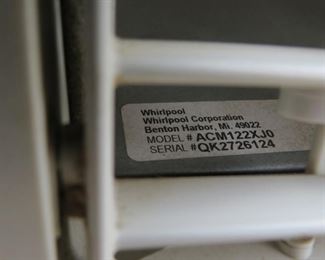 Whirlpool
Whirlpool Corporation
Benton Harbor, Mi. 49022
MODEL # ACM122XJ0
SERIAL #QK2726124